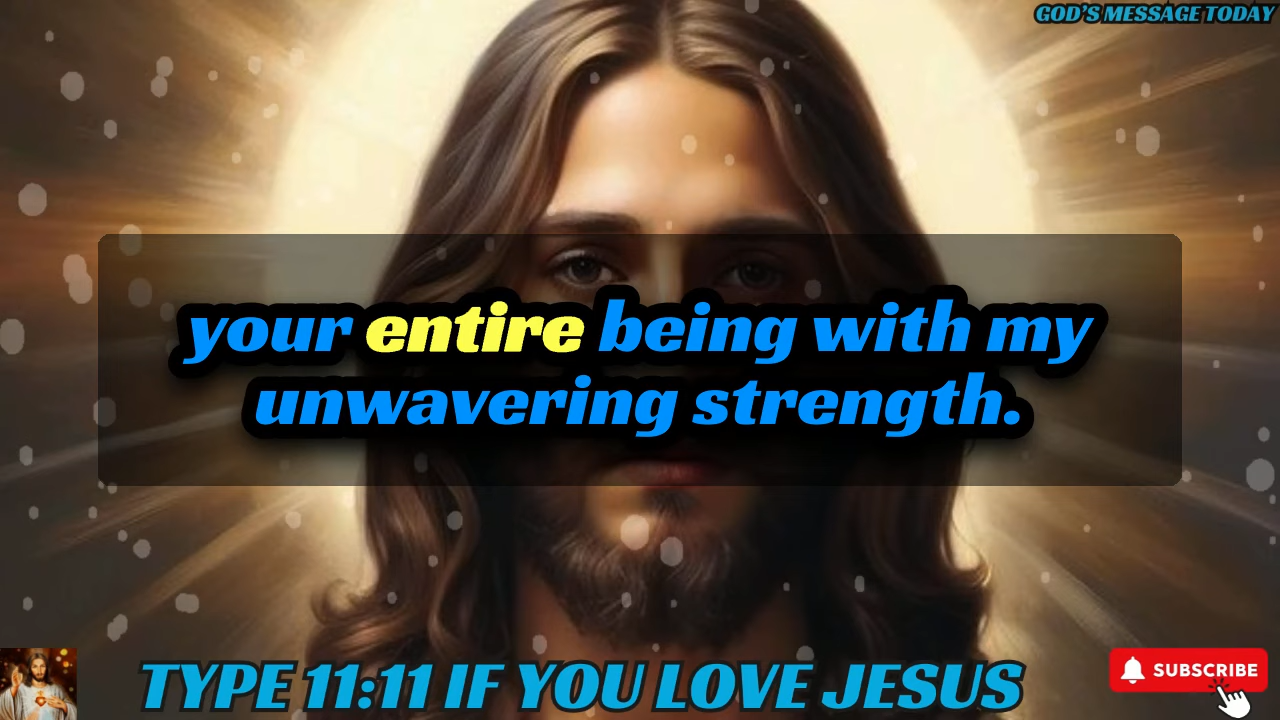 GOD'S MESSAGE TODAY
your entire being with my
unwavering strength.
TYPE 11:11 IF YOU LOVE JESUS
SUBSCRIBE